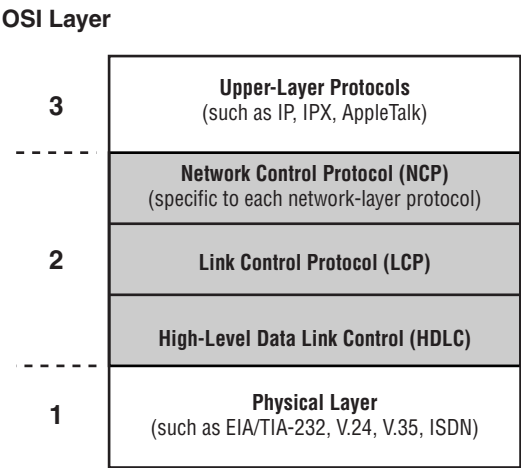 OSI Layer
3
Upper-Layer Protocols
(such as IP, IPX, AppleTalk)
Network Control Protocol (NCP)
(specific to each network-layer protocol)
2
Link Control Protocol (LCP)
High-Level Data Link Control (HDLC)
1
Physical Layer
(such as EIA/TIA-232, V.24, V.35, ISDN)